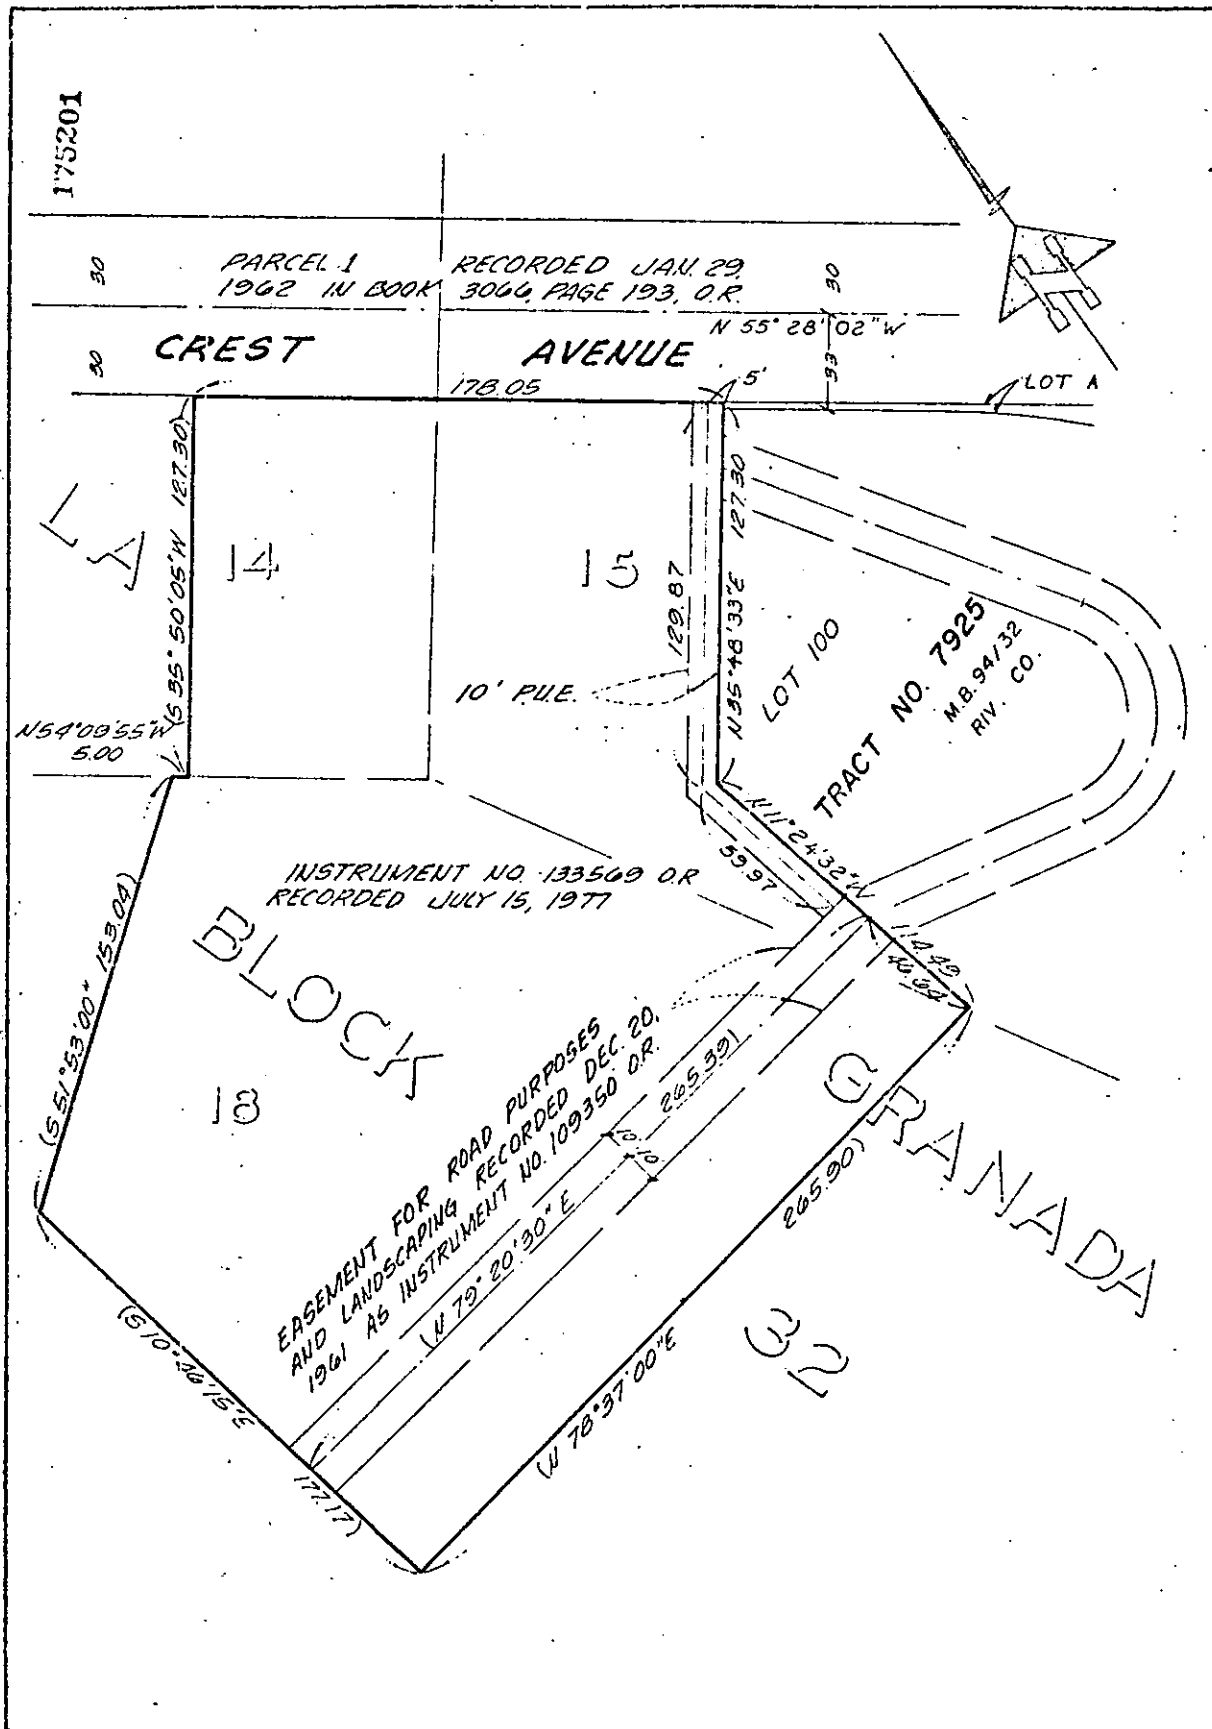 175201
30
PARCEL 1 RECORDED JAN. 29,
1962 IN BOOK 3066, PAGE 193, O.R.
30
N 55° 28' 02" W
30
CREST AVENUE
33
178.05
5'
LOT A
(S 35° 50' 05" W 127.30)
LA
14
15
129.87
N 35° 48' 33" E 127.30
LOT 100
TRACT NO. 7925
M.B. 94/32
RIV. CO.
10' P.U.E.
N 54° 09' 55" W
5.00
N 11° 24' 32" W
114.49
59.97
INSTRUMENT NO. 133569 O.R.
RECORDED JULY 15, 1977
(S 51° 53' 00" 153.04)
BLOCK
18
EASEMENT FOR ROAD PURPOSES
AND LANDSCAPING RECORDED DEC. 20,
1961 AS INSTRUMENT NO. 109350 O.R.
10'
10'
(N 79° 20' 30" E 265.39)
GRANADA
32
(S 10° 46' 15" E 177.17)
(N 78° 37' 00" E 265.90)